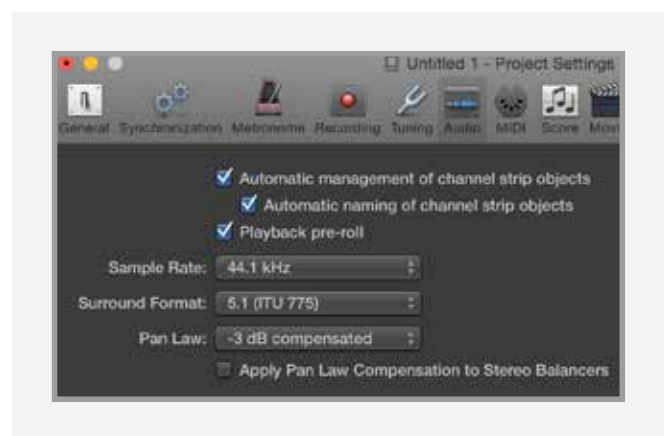 Untitled 1 - Project Settings
General Synchronization Metronome Recording Tuning Audio MIDI Score
Automatic management of channel strip objects
Automatic naming of channel strip objects
Playback pre-roll
Sample Rate: 44.1 kHz
Surround Format: 5.1 (ITU 775)
Pan Law: -3 dB compensated
Apply Pan Law Compensation to Stereo Balancers